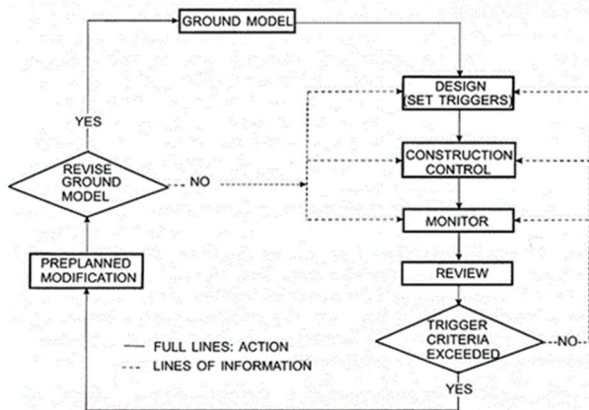 GROUND MODEL
DESIGN
(SET TRIGGERS)
YES
REVISE
GROUND
MODEL
NO
CONSTRUCTION
CONTROL
MONITOR
PREPLANNED
MODIFICATION
REVIEW
TRIGGER
CRITERIA
EXCEEDED
NO
FULL LINES: ACTION
LINES OF INFORMATION
YES